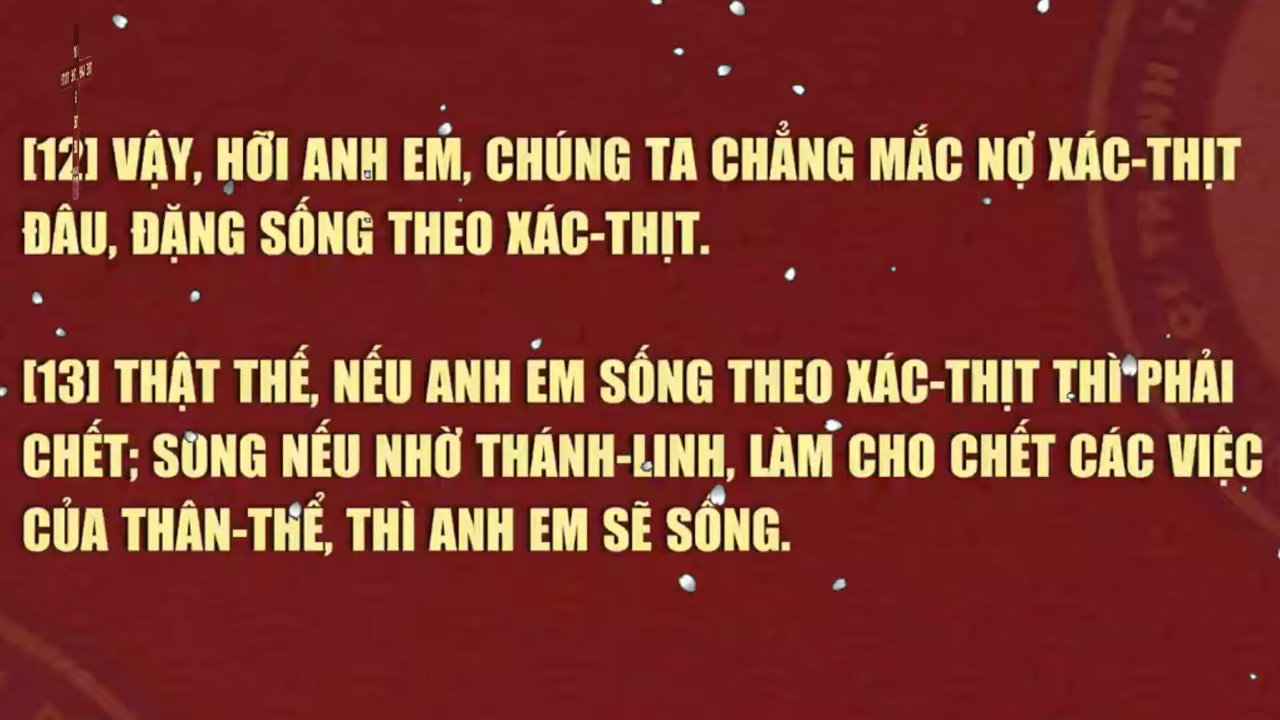 [12] VẬY, HỠI ANH EM, CHÚNG TA CHẲNG MẮC NỢ XÁC-THỊT
ĐÂU, ĐẶNG SỐNG THEO XÁC-THỊT.
[13] THẬT THẾ, NẾU ANH EM SỐNG THEO XÁC-THỊT THÌ PHẢI
CHẾT; SONG NẾU NHỜ THÁNH-LINH, LÀM CHO CHẾT CÁC VIỆC
CỦA THÂN-THỂ, THÌ ANH EM SẼ SỐNG.